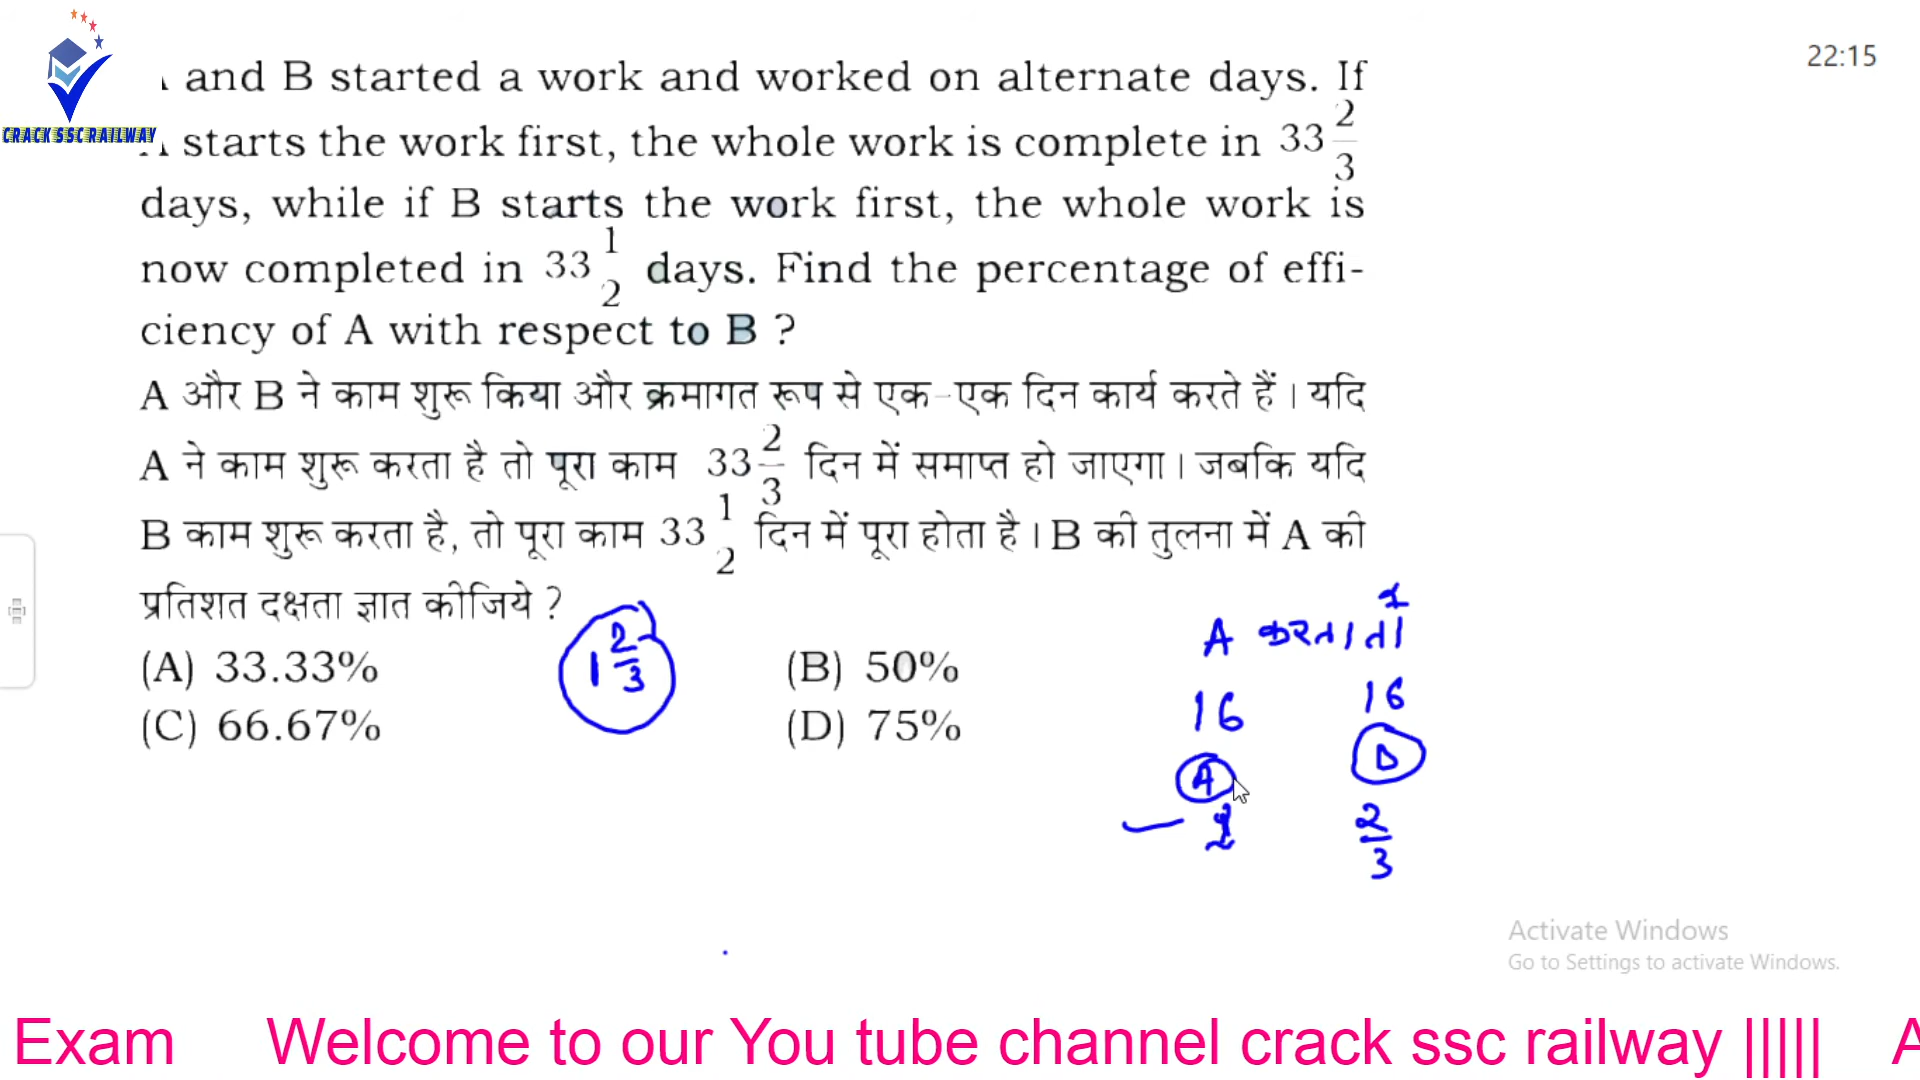 22:15
CRACK SSC RAILWAY
and B started a work and worked on alternate days. If
starts the work first, the whole work is complete in 33 2/3
days, while if B starts the work first, the whole work is
now completed in 33 1/2 days. Find the percentage of effi-
ciency of A with respect to B ?
A और B ने काम शुरू किया और क्रमागत रूप से एक-एक दिन कार्य करते हैं। यदि
A ने काम शुरू करता है तो पूरा काम 33 2/3 दिन में समाप्त हो जाएगा। जबकि यदि
B काम शुरू करता है, तो पूरा काम 33 1/2 दिन में पूरा होता है। B की तुलना में A की
प्रतिशत दक्षता ज्ञात कीजिये ?
(A) 33.33%
(B) 50%
(C) 66.67%
(D) 75%
1 2/3
A करता
16 16
A
2/3
Activate Windows
Go to Settings to activate Windows.
Exam Welcome to our You tube channel crack ssc railway ||||| A